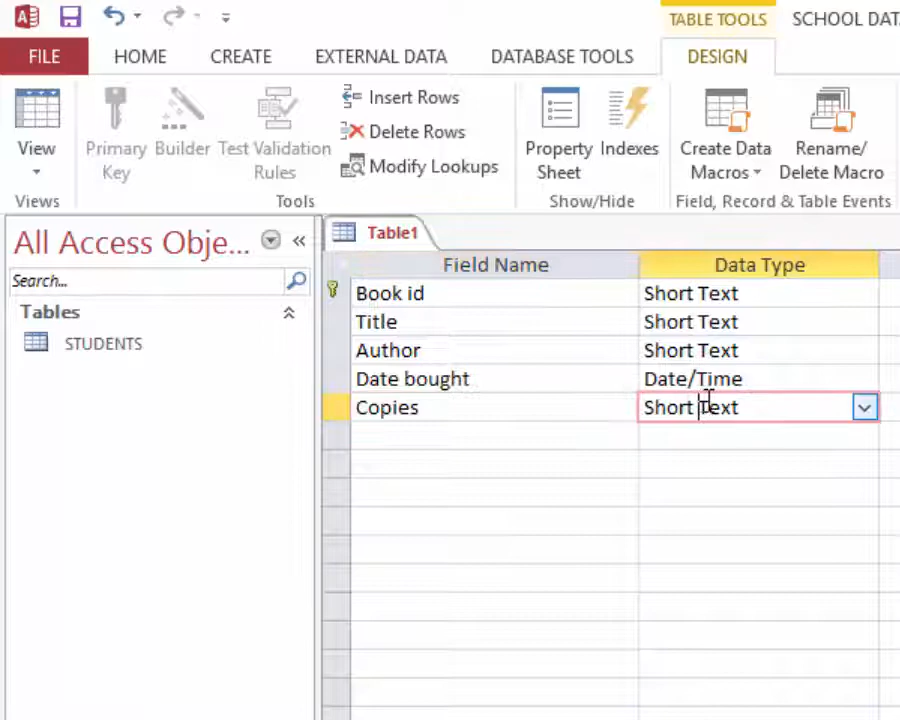 TABLE TOOLS SCHOOL DAT
FILE HOME CREATE EXTERNAL DATA DATABASE TOOLS DESIGN
View
Primary Key
Builder
Test Validation Rules
Insert Rows
Delete Rows
Modify Lookups
Property Sheet
Indexes
Create Data Macros
Rename/ Delete Macro
Views Tools Show/Hide Field, Record & Table Events
All Access Obje...
Search...
Tables
STUDENTS
Table1
Field Name Data Type
Book id Short Text
Title Short Text
Author Short Text
Date bought Date/Time
Copies Short Text